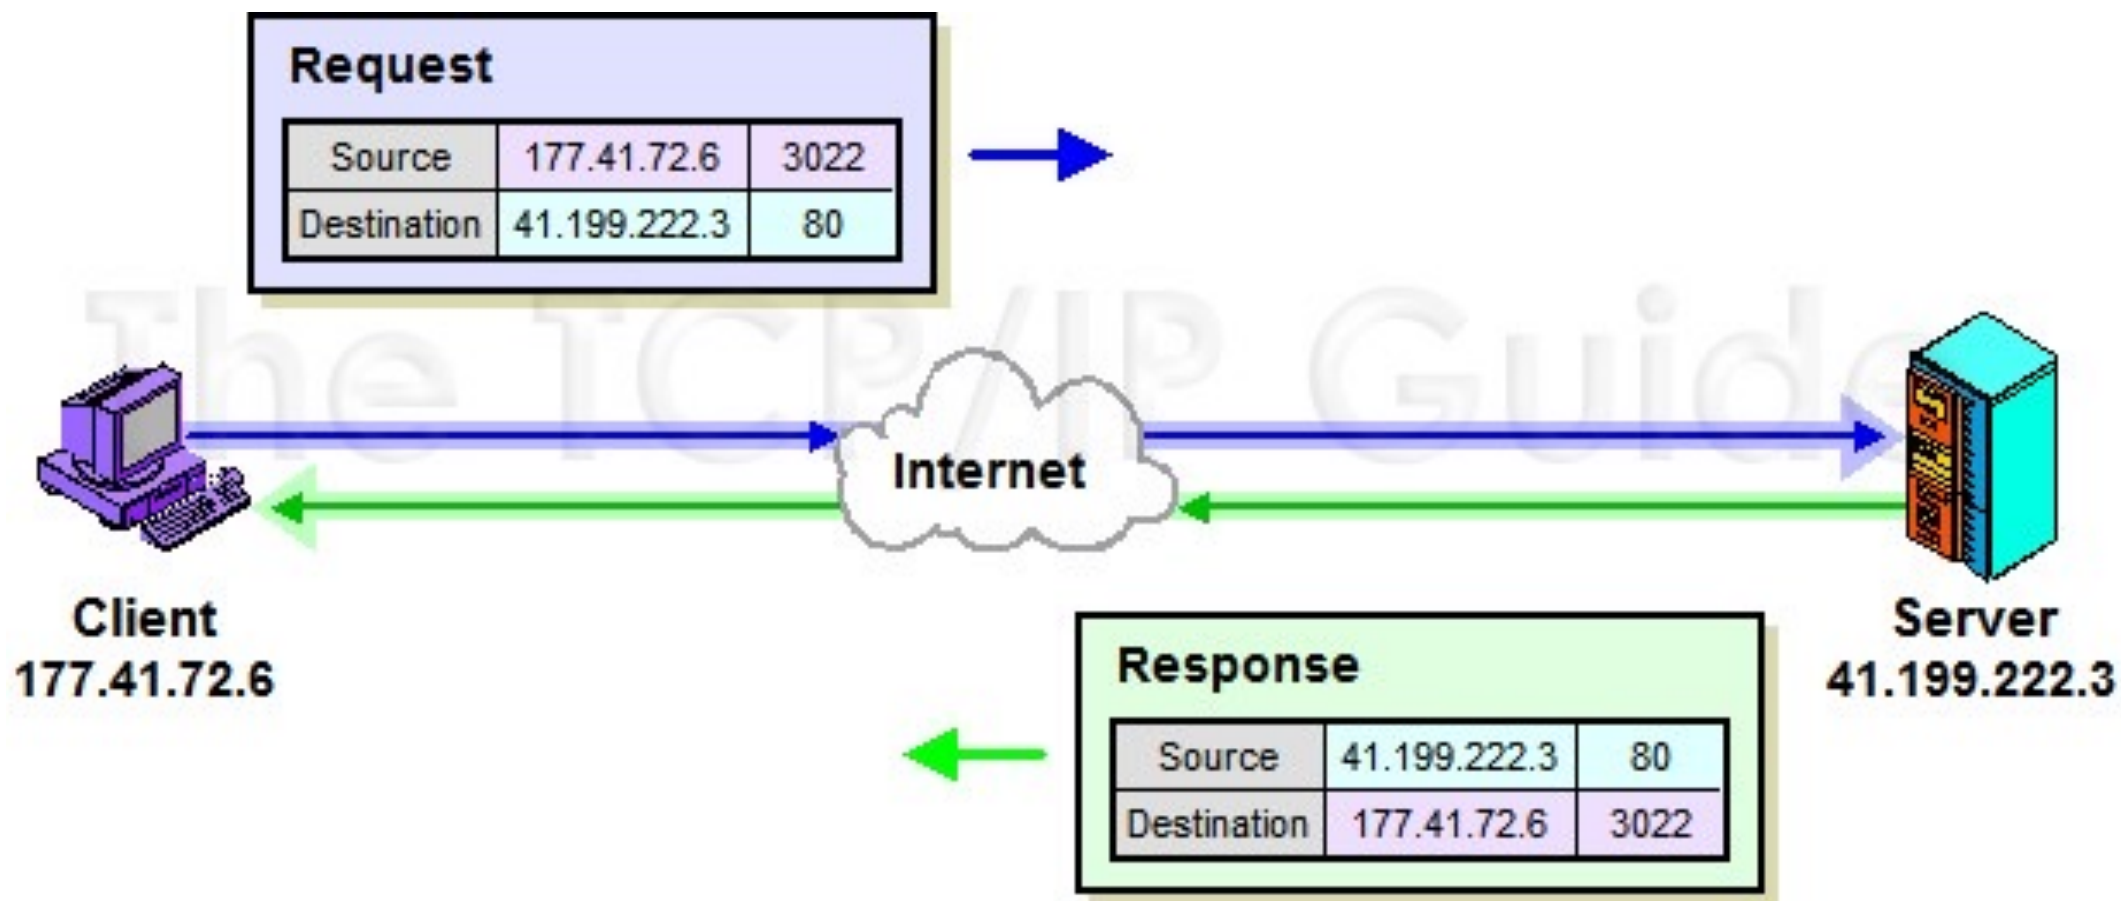 Request
Source 177.41.72.6 3022
Destination 41.199.222.3 80
The TCP/IP Guide
Internet
Client
177.41.72.6
Server
41.199.222.3
Response
Source 41.199.222.3 80
Destination 177.41.72.6 3022